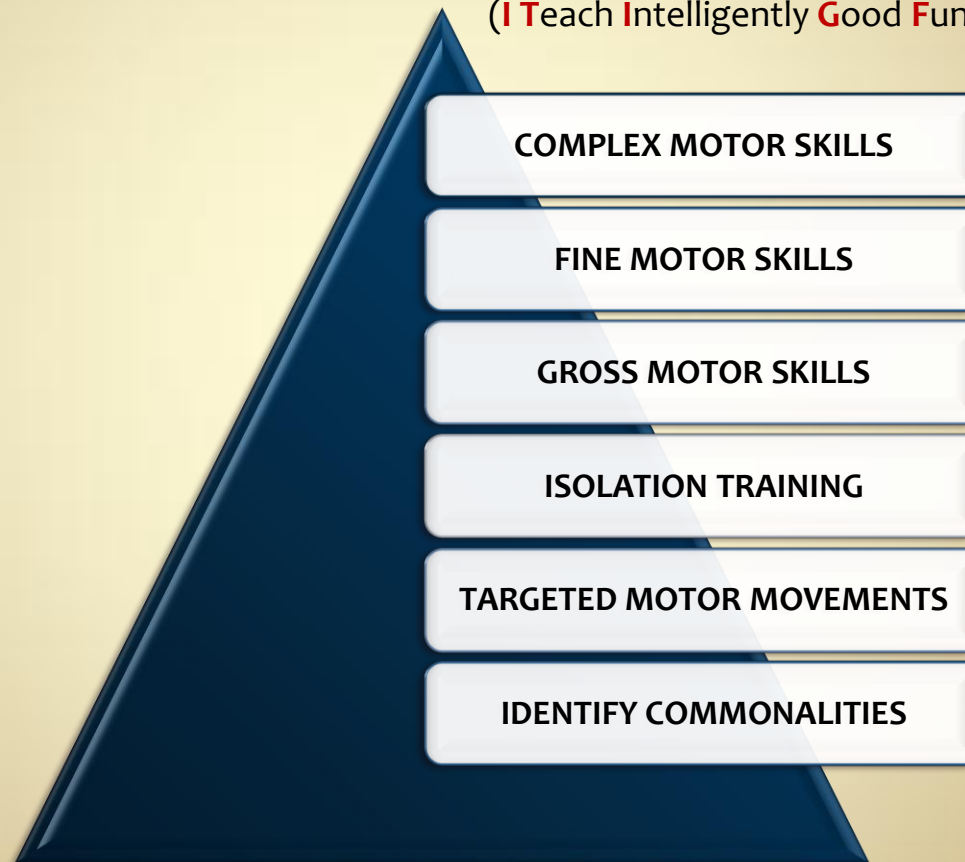 (I Teach Intelligently Good Fun
COMPLEX MOTOR SKILLS
FINE MOTOR SKILLS
GROSS MOTOR SKILLS
ISOLATION TRAINING
TARGETED MOTOR MOVEMENTS
IDENTIFY COMMONALITIES